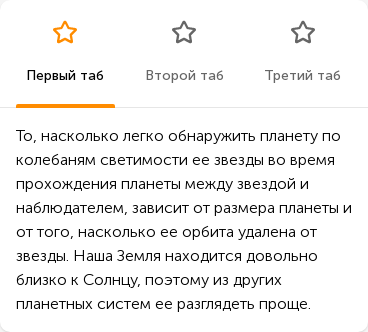 Первый таб
Второй таб
Третий таб
То, насколько легко обнаружить планету по
колебаням светимости ее звезды во время
прохождения планеты между звездой и
наблюдателем, зависит от размера планеты и
от того, насколько ее орбита удалена от
звезды. Наша Земля находится довольно
близко к Солнцу, поэтому из других
планетных систем ее разглядеть проще.